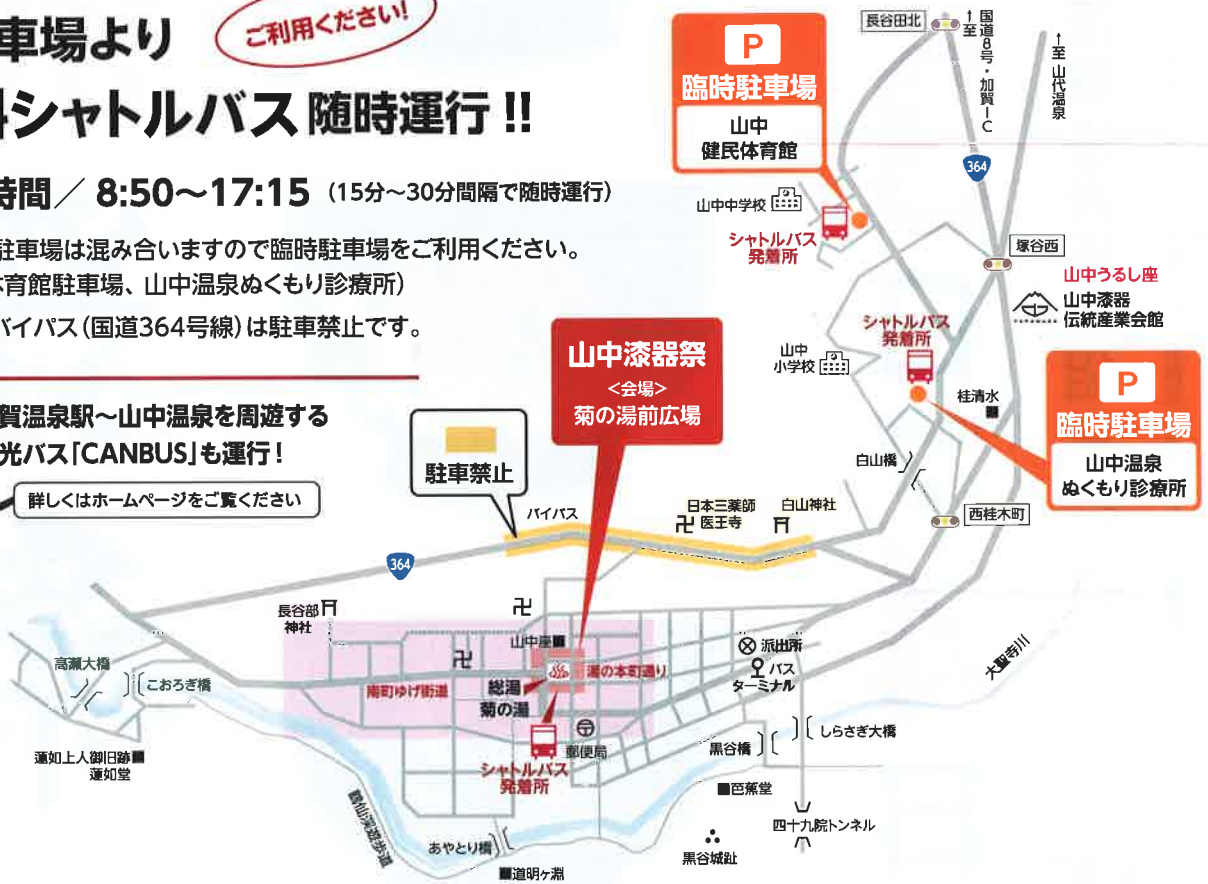 車場より
ご利用ください!
シャトルバス 随時運行!!
時間／ 8:50〜17:15（15分〜30分間隔で随時運行）
駐車場は混み合いますので臨時駐車場をご利用ください。
育館駐車場、山中温泉ぬくもり診療所）
バイパス（国道364号線）は駐車禁止です。
賀温泉駅〜山中温泉を周遊する
光バス「CANBUS」も運行！
詳しくはホームページをご覧ください
P
臨時駐車場
山中
健民体育館
長谷田北
↑至 国道8号・加賀IC
↑至 山代温泉
364
山中中学校
シャトルバス
発着所
塚谷西
山中うるし座
山中漆器
伝統産業会館
シャトルバス
発着所
山中
小学校
桂清水
P
臨時駐車場
山中温泉
ぬくもり診療所
白山橋
西桂木町
山中漆器祭
＜会場＞
菊の湯前広場
駐車禁止
バイパス
日本三薬師
医王寺
白山神社
364
長谷部
神社
山中座
湯の本町通り
南町ゆげ街道
総湯
菊の湯
郵便局
シャトルバス
発着所
派出所
バス
ターミナル
大聖寺川
高瀬大橋
こおろぎ橋
蓮如上人御旧跡
蓮如堂
しらさぎ大橋
黒谷橋
芭蕉堂
四十九院トンネル
黒谷城趾
鶴仙渓遊歩道
あやとり橋
道明ヶ淵